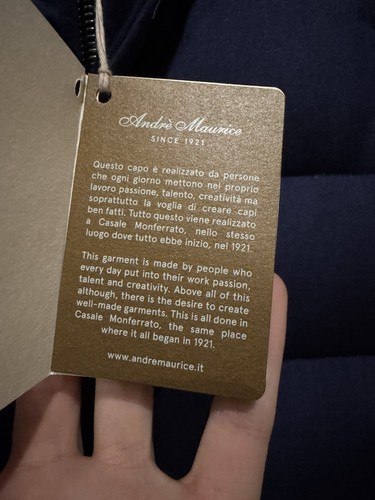 Andrè Maurice
SINCE 1921
Questo capo è realizzato da persone
che ogni giorno mettono nel proprio
lavoro passione, talento, creatività ma
soprattutto la voglia di creare capi
ben fatti. Tutto questo viene realizzato
a Casale Monferrato, nello stesso
luogo dove tutto ebbe inizio, nel 1921.
This garment is made by people who
every day put into their work passion,
talent and creativity. Above all of this
although, there is the desire to create
well-made garments. This is all done in
Casale Monferrato, the same place
where it all began in 1921.
www.andremaurice.it